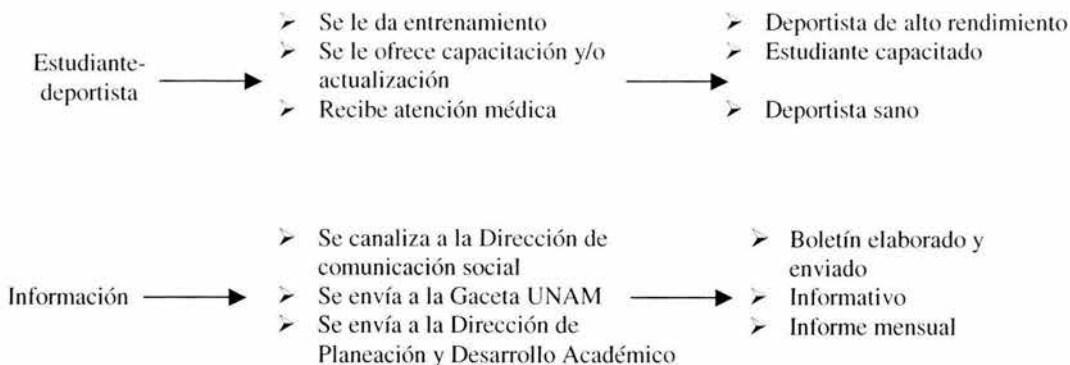 Estudiante-
deportista
➢ Se le da entrenamiento
➢ Se le ofrece capacitación y/o
actualización
➢ Recibe atención médica
➢ Deportista de alto rendimiento
➢ Estudiante capacitado
➢ Deportista sano
Información
➢ Se canaliza a la Dirección de
comunicación social
➢ Se envía a la Gaceta UNAM
➢ Se envía a la Dirección de
Planeación y Desarrollo Académico
➢ Boletín elaborado y
enviado
➢ Informativo
➢ Informe mensual